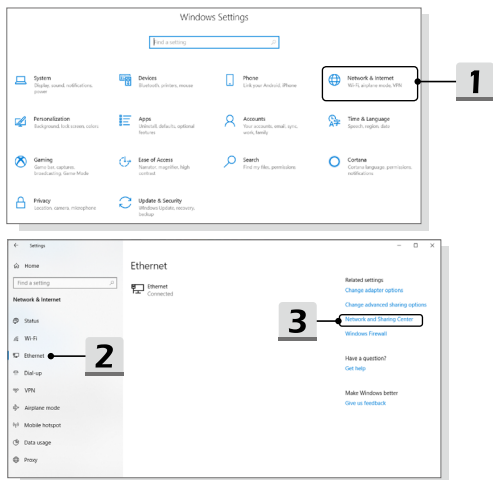 Windows Settings
Find a setting
System
Display, sound, notifications,
power
Devices
Bluetooth, printers, mouse
Phone
Link your Android, iPhone
Network & Internet
Wi-Fi, airplane mode, VPN
1
Personalization
Background, lock screen, colors
Apps
Uninstall, defaults, optional
features
Accounts
Your accounts, email, sync,
work, family
Time & Language
Speech, region, date
Gaming
Game bar, captures,
broadcasting, Game Mode
Ease of Access
Narrator, magnifier, high
contrast
Search
Find my files, permissions
Cortana
Cortana language, permissions,
notifications
Privacy
Location, camera, microphone
Update & Security
Windows Update, recovery,
backup
Settings
Home
Find a setting
Network & Internet
Status
Wi-Fi
Ethernet
2
Dial-up
VPN
Airplane mode
Mobile hotspot
Data usage
Proxy
Ethernet
Ethernet
Connected
3
Related settings
Change adapter options
Change advanced sharing options
Network and Sharing Center
Windows Firewall
Have a question?
Get help
Make Windows better
Give us feedback